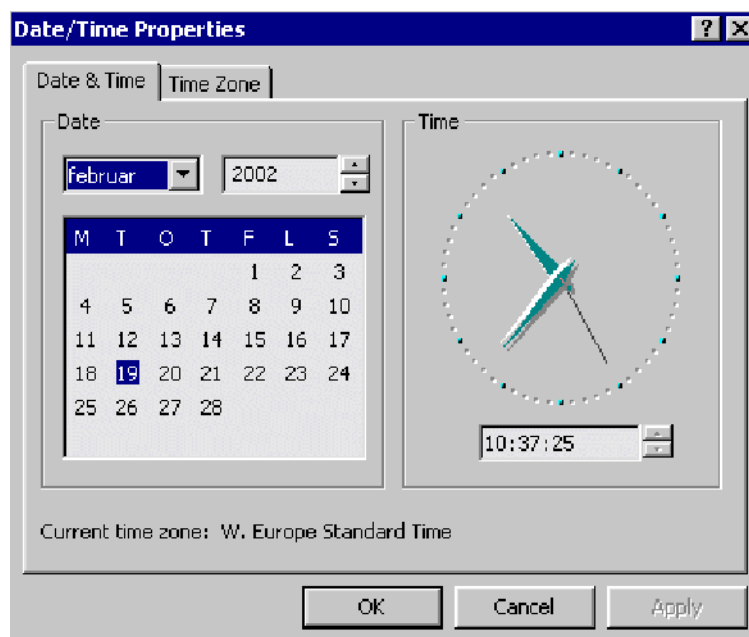 Date/Time Properties
Date & Time
Time Zone
Date
februar
2002
M T O T F L S
1 2 3
4 5 6 7 8 9 10
11 12 13 14 15 16 17
18 19 20 21 22 23 24
25 26 27 28
Time
10:37:25
Current time zone: W. Europe Standard Time
OK
Cancel
Apply